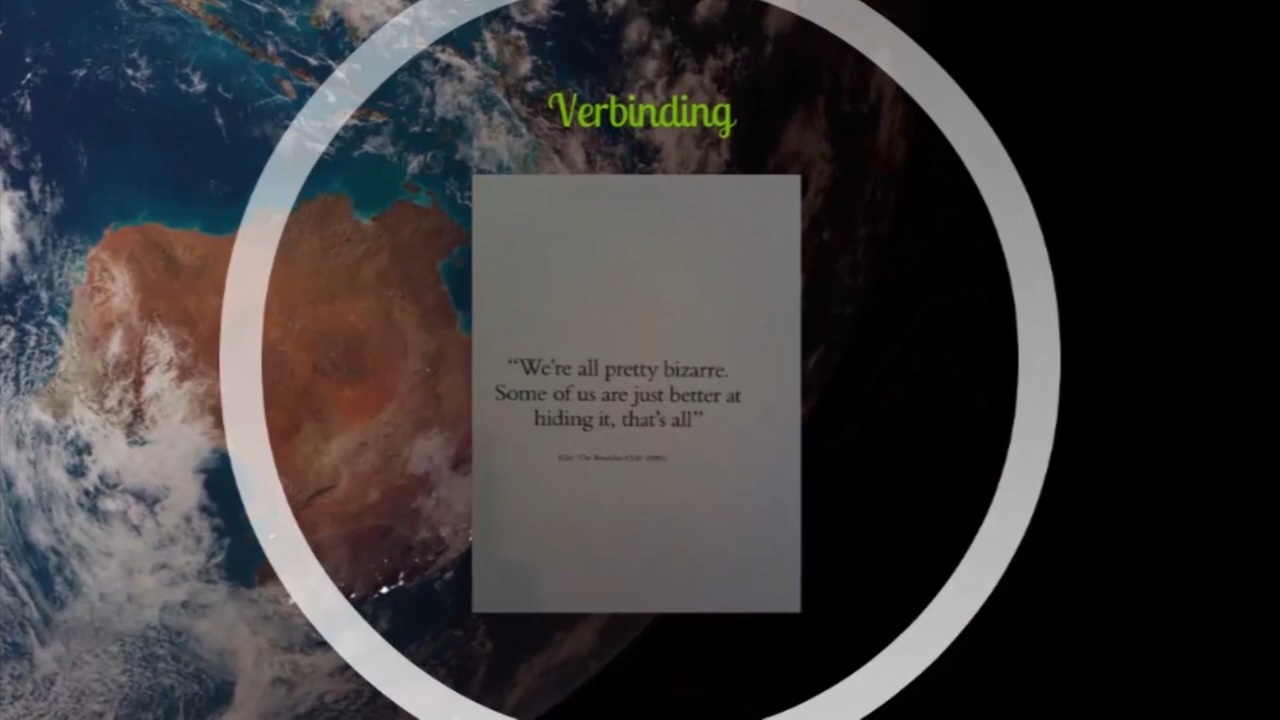 Verbinding
“We’re all pretty bizarre.
Some of us are just better at
hiding it, that’s all”